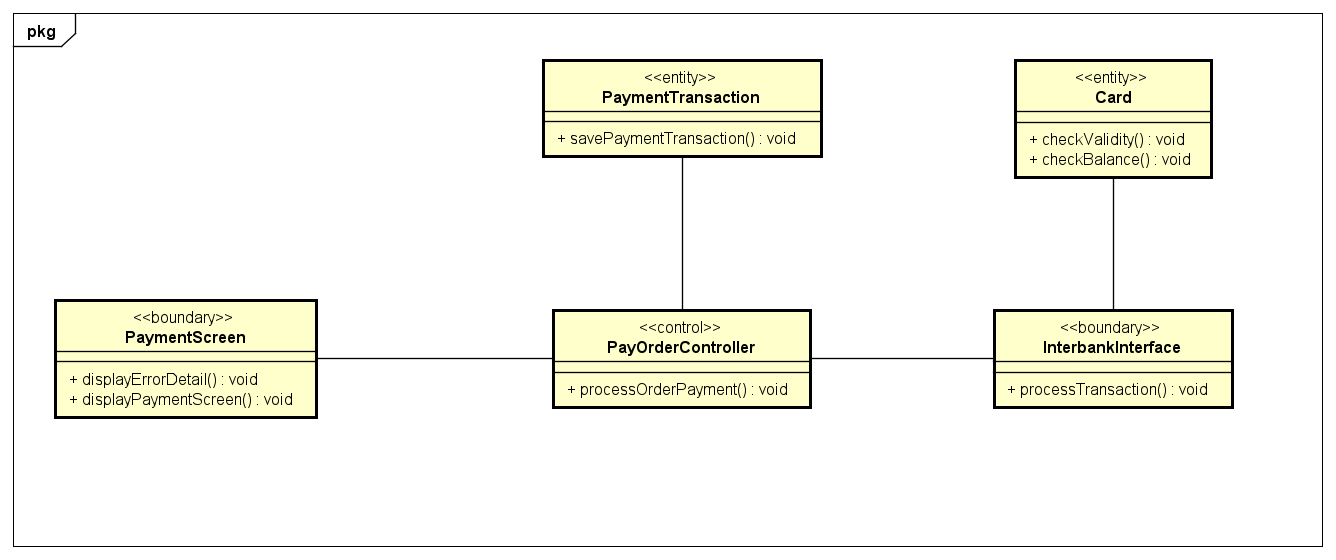 pkg
<<entity>>
PaymentTransaction
+ savePaymentTransaction() : void
<<entity>>
Card
+ checkValidity() : void
+ checkBalance() : void
<<boundary>>
PaymentScreen
+ displayErrorDetail() : void
+ displayPaymentScreen() : void
<<control>>
PayOrderController
+ processOrderPayment() : void
<<boundary>>
InterbankInterface
+ processTransaction() : void